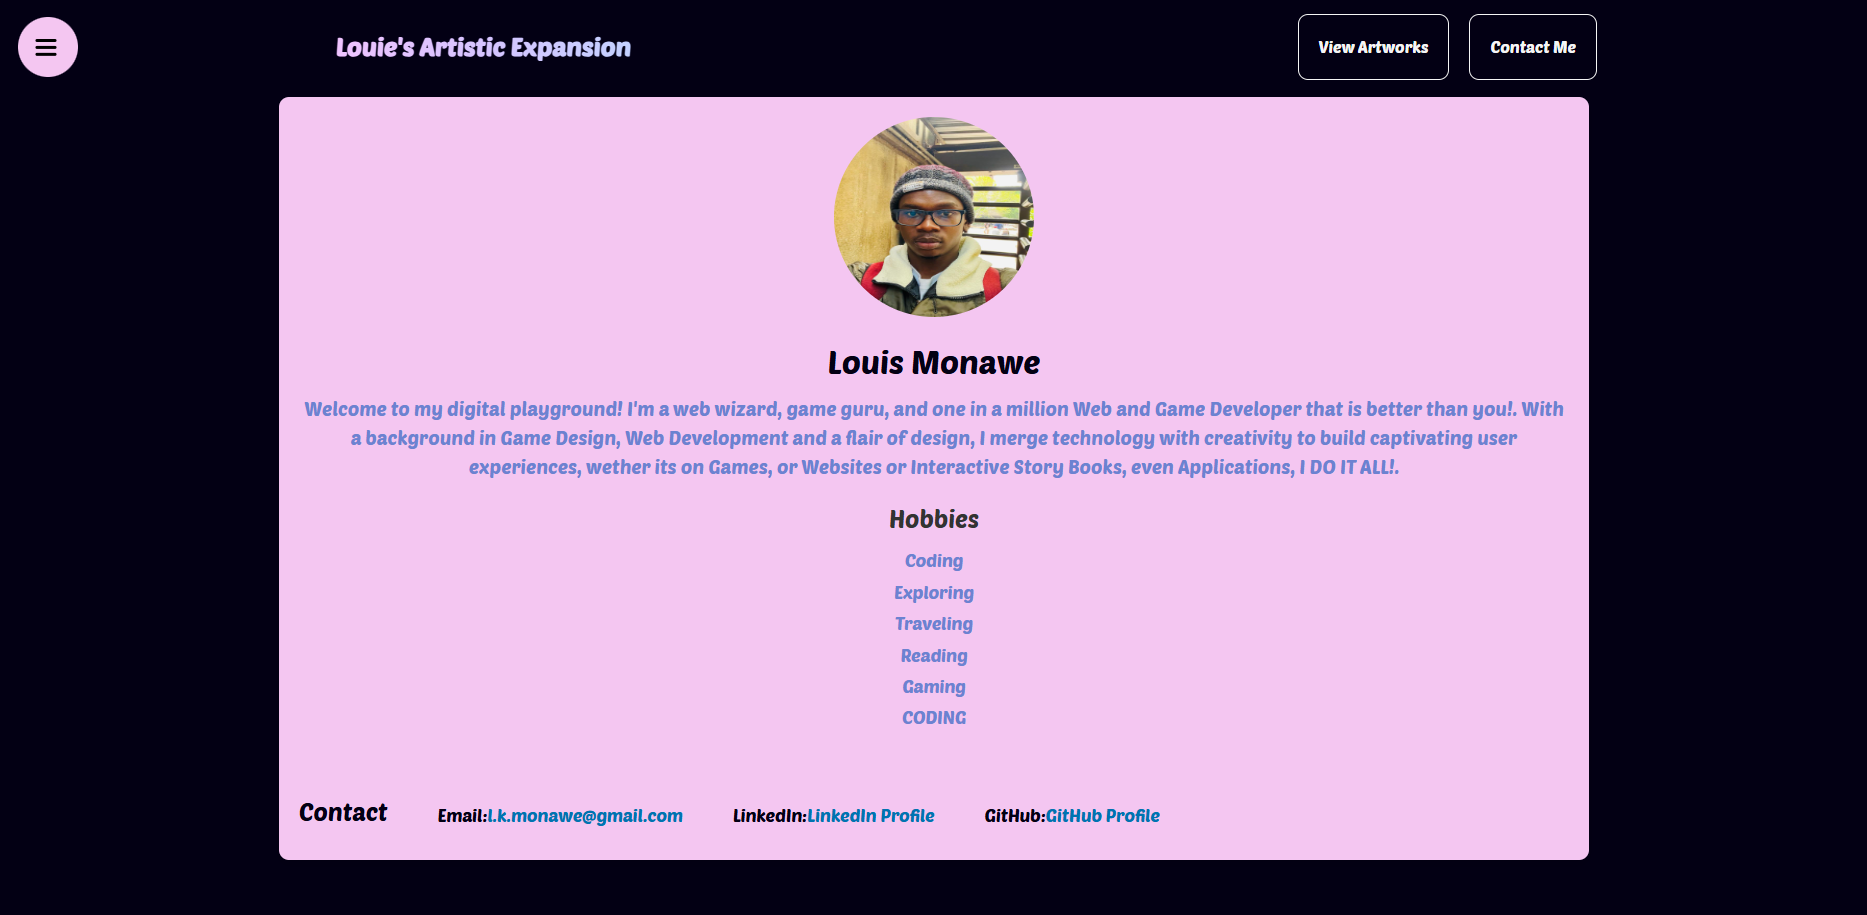 Louie's Artistic Expansion
View Artworks
Contact Me
Louis Monawe
Welcome to my digital playground! I'm a web wizard, game guru, and one in a million Web and Game Developer that is better than you!. With
a background in Game Design, Web Development and a flair of design, I merge technology with creativity to build captivating user
experiences, wether its on Games, or Websites or Interactive Story Books, even Applications, I DO IT ALL!.
Hobbies
Coding
Exploring
Traveling
Reading
Gaming
CODING
Contact Email:l.k.monawe@gmail.com LinkedIn:LinkedIn Profile GitHub:GitHub Profile